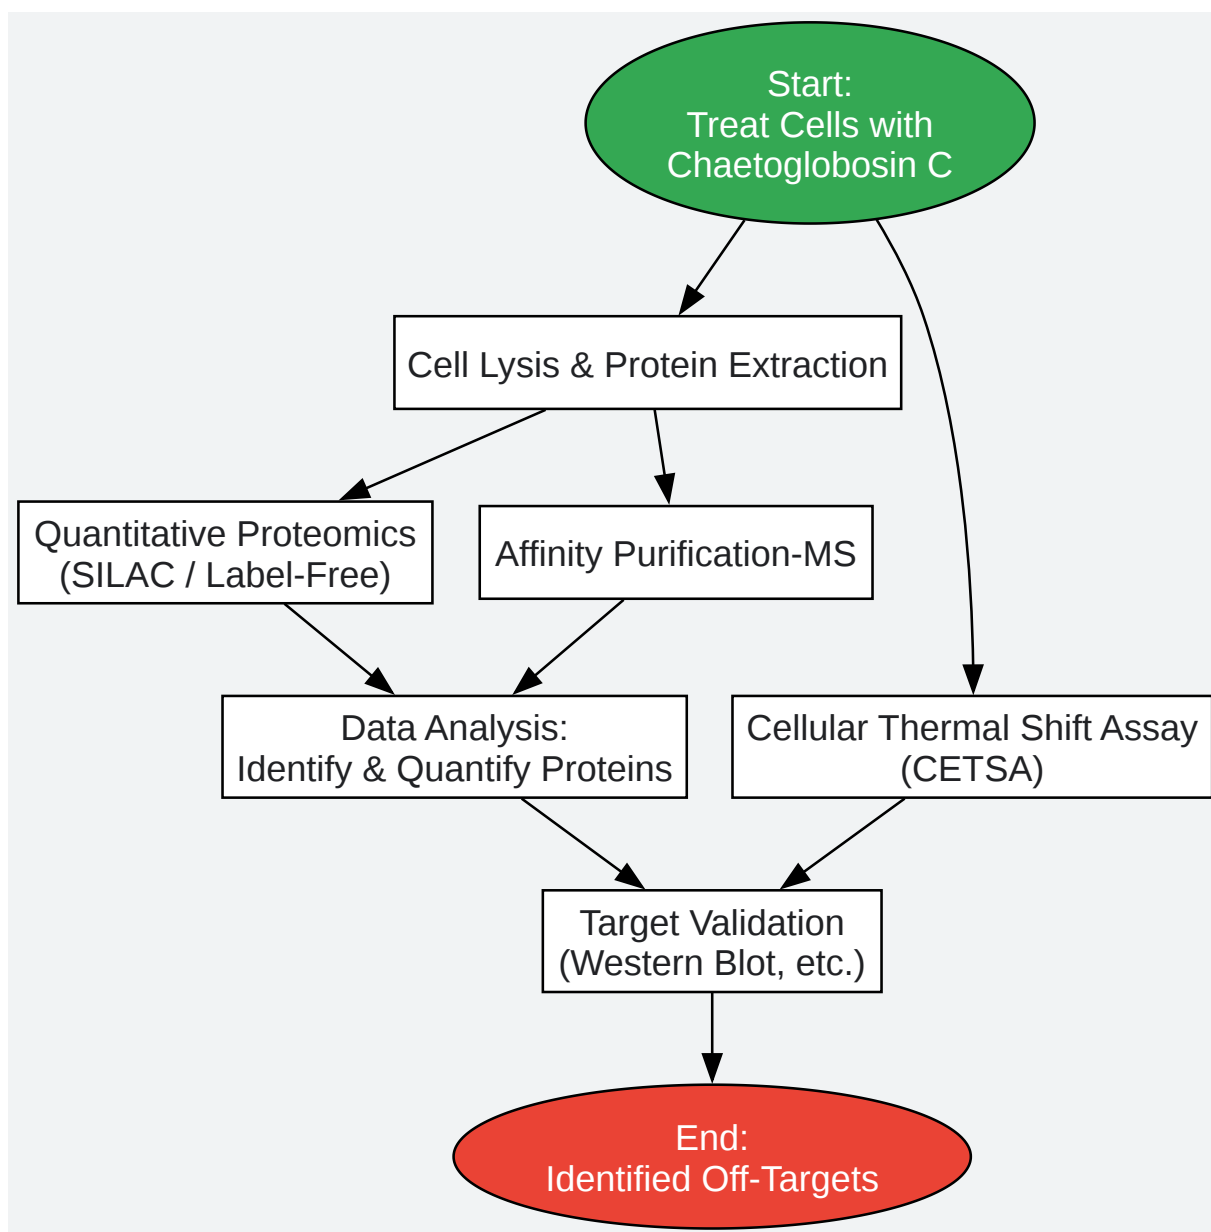 Start:
Treat Cells with
Chaetoglobosin C
Cell Lysis & Protein Extraction
Quantitative Proteomics
(SILAC / Label-Free)
Affinity Purification-MS
Data Analysis:
Identify & Quantify Proteins
Cellular Thermal Shift Assay
(CETSA)
Target Validation
(Western Blot, etc.)
End:
Identified Off-Targets